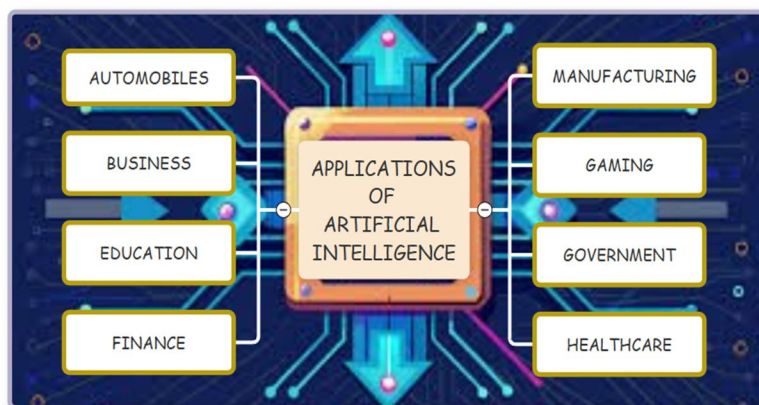 AUTOMOBILES
BUSINESS
EDUCATION
FINANCE
APPLICATIONS
OF
ARTIFICIAL
INTELLIGENCE
MANUFACTURING
GAMING
GOVERNMENT
HEALTHCARE